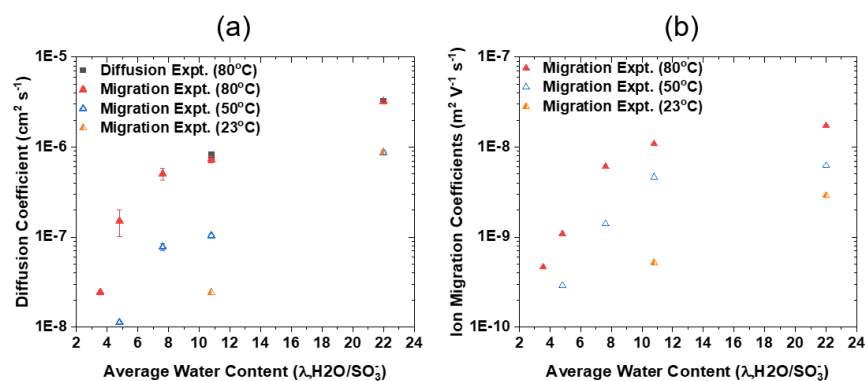 (a)
1E-5
1E-6
1E-7
1E-8
Diffusion Coefficient (cm² s⁻¹)
Diffusion Expt. (80°C)
Migration Expt. (80°C)
Migration Expt. (50°C)
Migration Expt. (23°C)
2 4 6 8 10 12 14 16 18 20 22 24
Average Water Content (λ,H2O/SO₃⁻)
(b)
1E-7
1E-8
1E-9
1E-10
Ion Migration Coefficients (m² V⁻¹ s⁻¹)
Migration Expt. (80°C)
Migration Expt. (50°C)
Migration Expt. (23°C)
2 4 6 8 10 12 14 16 18 20 22 24
Average Water Content (λ,H2O/SO₃⁻)